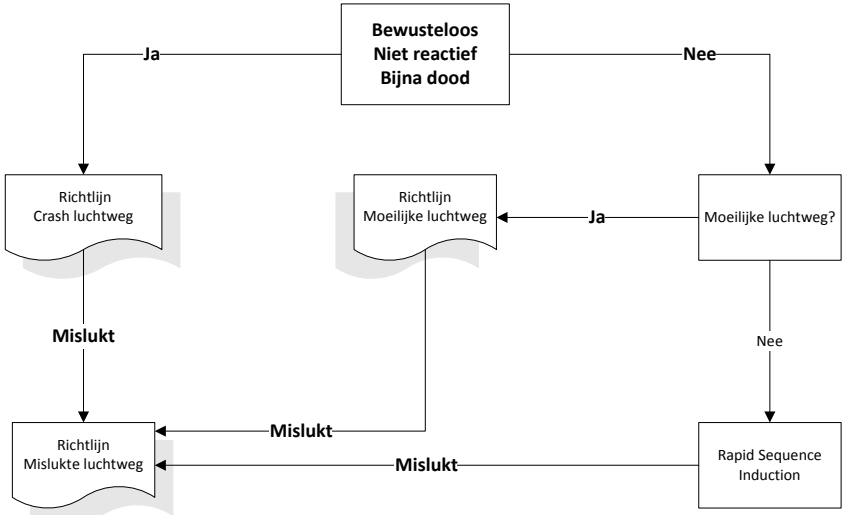 Bewusteloos
Niet reactief
Bijna dood
Ja
Nee
Richtlijn
Crash luchtweg
Richtlijn
Moeilijke luchtweg
Ja
Moeilijke luchtweg?
Mislukt
Nee
Richtlijn
Mislukte luchtweg
Mislukt
Mislukt
Rapid Sequence
Induction